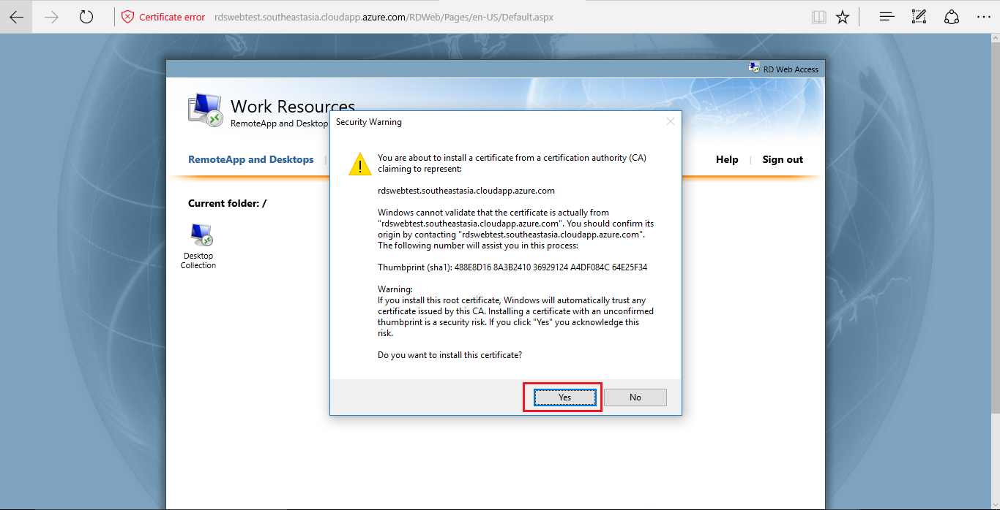 Certificate error rdswebtest.southeastasia.cloudapp.azure.com/RDWeb/Pages/en-US/Default.aspx
RD Web Access
Work Resources
RemoteApp and Desktop
RemoteApp and Desktops
Help
Sign out
Current folder: /
Desktop
Collection
Security Warning
You are about to install a certificate from a certification authority (CA)
claiming to represent:
rdswebtest.southeastasia.cloudapp.azure.com
Windows cannot validate that the certificate is actually from
"rdswebtest.southeastasia.cloudapp.azure.com". You should confirm its
origin by contacting "rdswebtest.southeastasia.cloudapp.azure.com".
The following number will assist you in this process:
Thumbprint (sha1): 488E8D16 8A3B2410 36929124 A4DF084C 64E25F34
Warning:
If you install this root certificate, Windows will automatically trust any
certificate issued by this CA. Installing a certificate with an unconfirmed
thumbprint is a security risk. If you click "Yes" you acknowledge this
risk.
Do you want to install this certificate?
Yes
No